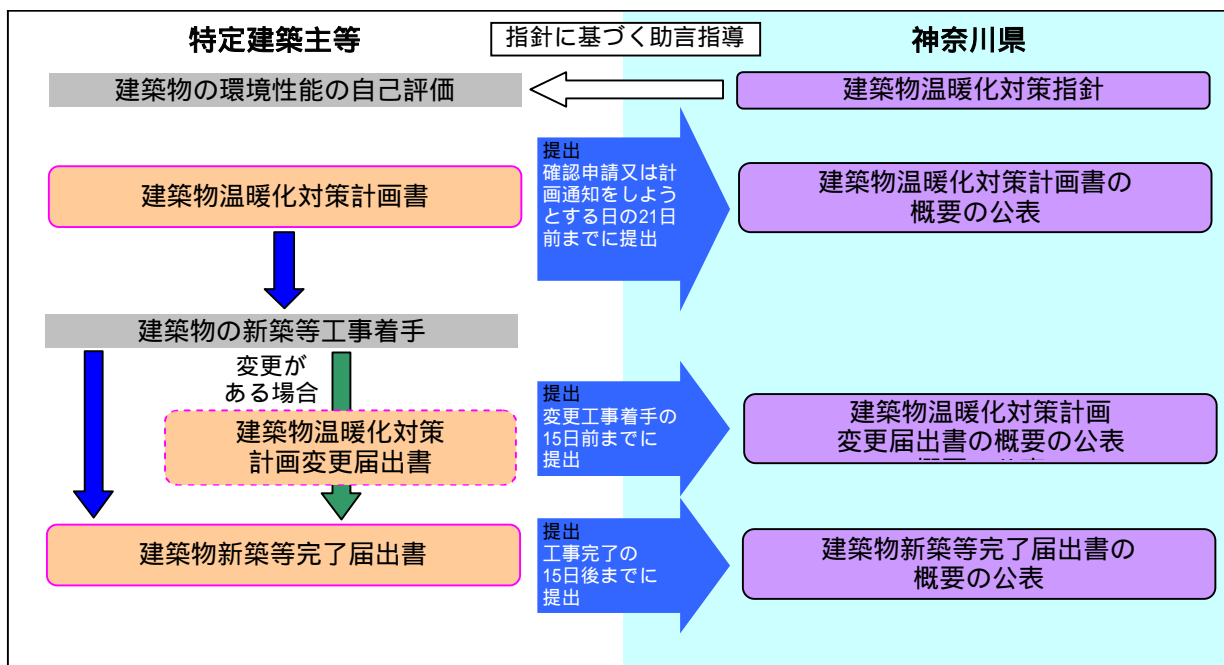 特定建築主等
指針に基づく助言指導
神奈川県
建築物の環境性能の自己評価
建築物温暖化対策指針
建築物温暖化対策計画書
提出
確認申請又は計
画通知をしよう
とする日の21日
前までに提出
建築物温暖化対策計画書の
概要の公表
建築物の新築等工事着手
変更が
ある場合
建築物温暖化対策
計画変更届出書
提出
変更工事着手の
15日前までに
提出
建築物温暖化対策計画
変更届出書の概要の公表
建築物新築等完了届出書
提出
工事完了の
15日後までに
提出
建築物新築等完了届出書の
概要の公表